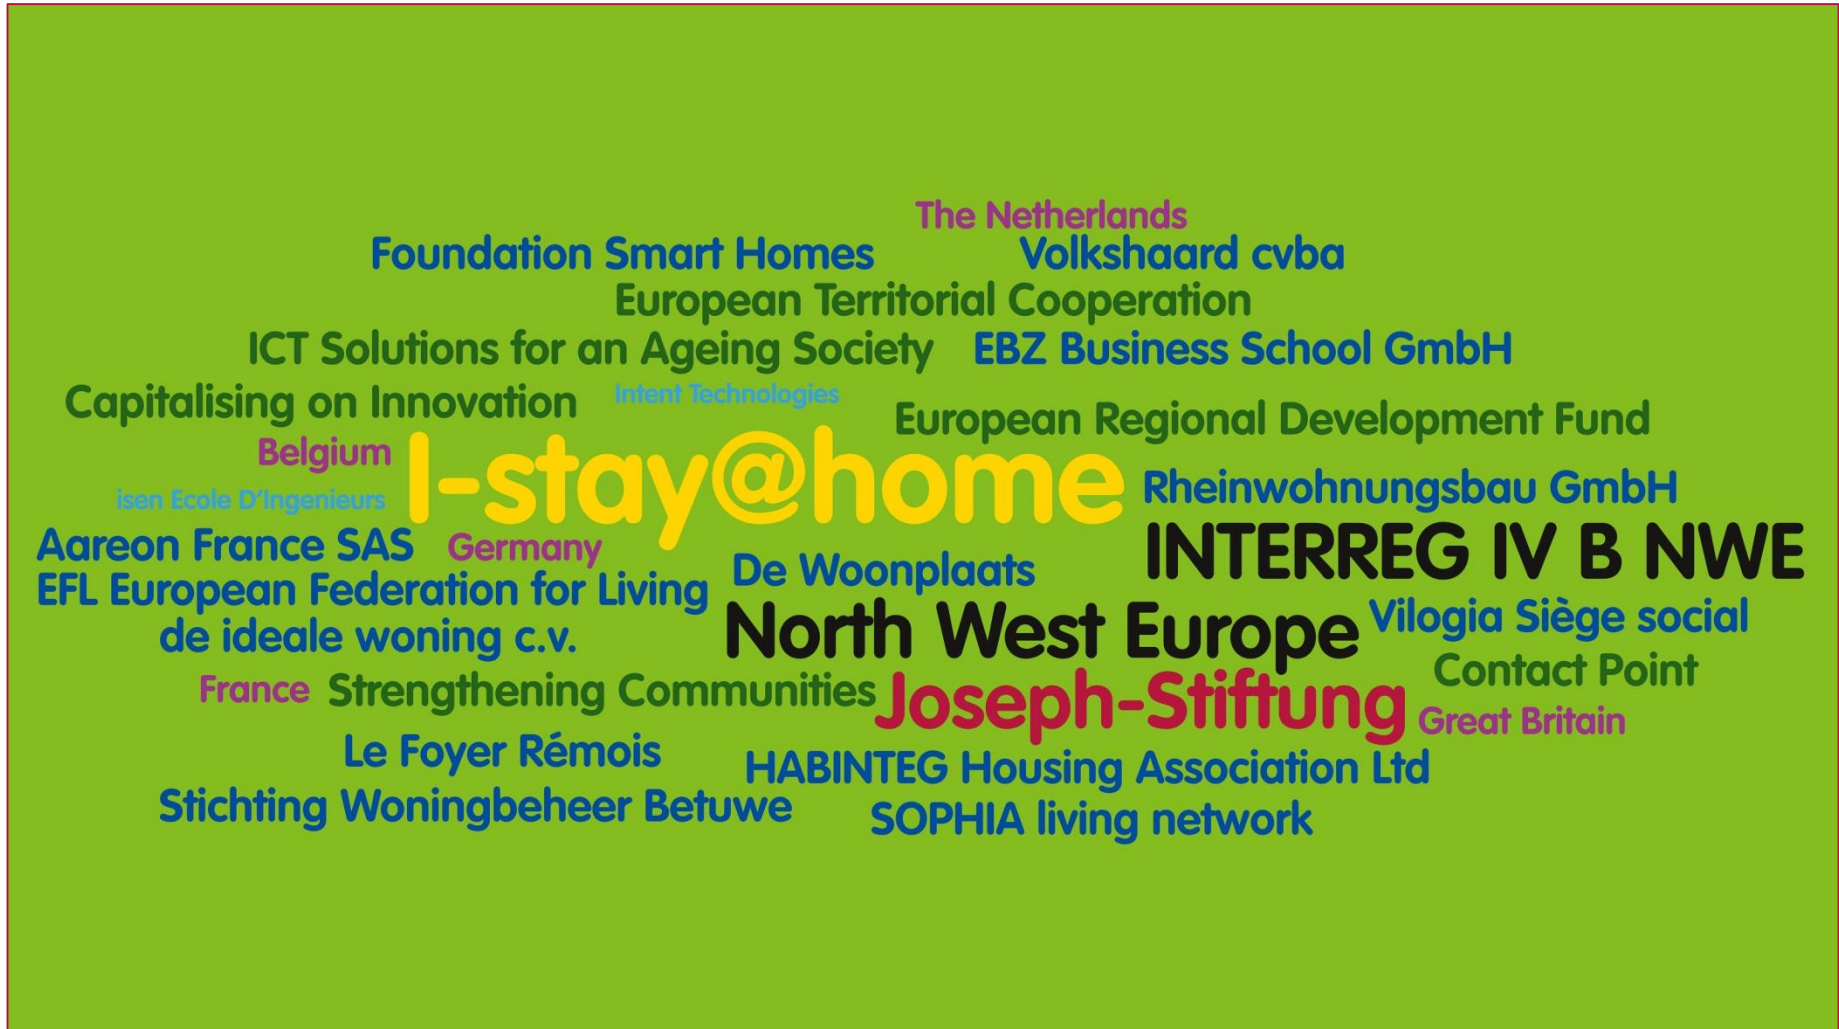 The Netherlands
Foundation Smart Homes
Volkshaard cvba
European Territorial Cooperation
ICT Solutions for an Ageing Society
EBZ Business School GmbH
Capitalising on Innovation
Intent Technologies
European Regional Development Fund
Belgium
I-stay@home
Rheinwohnungsbau GmbH
isen Ecole D'Ingenieurs
Aareon France SAS
Germany
De Woonplaats
INTERREG IV B NWE
EFL European Federation for Living
North West Europe
Vilogia Siège social
de ideale woning c.v.
Contact Point
France
Strengthening Communities
Joseph-Stiftung
Great Britain
Le Foyer Rémois
HABINTEG Housing Association Ltd
Stichting Woningbeheer Betuwe
SOPHIA living network